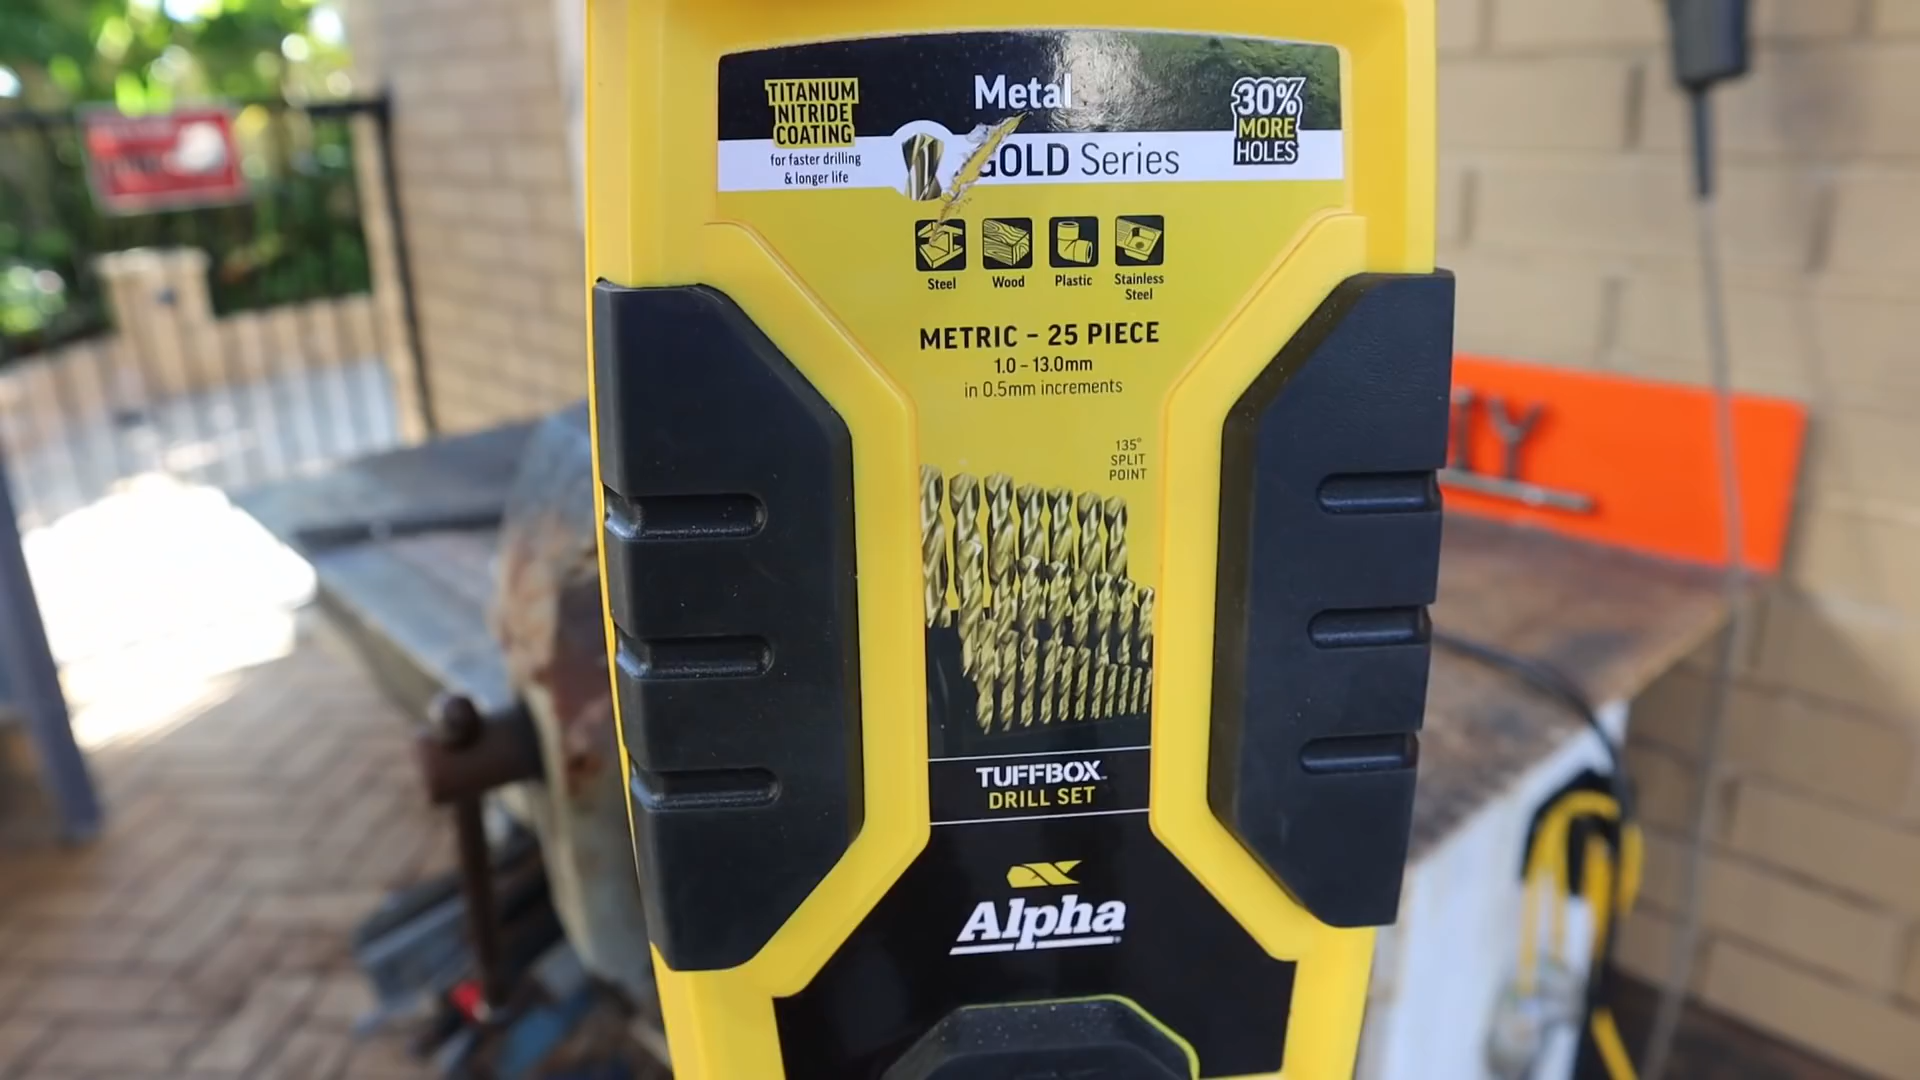 TITANIUM
NITRIDE
COATING
for faster drilling
& longer life
Metal
GOLD Series
30%
MORE
HOLES
Steel
Wood
Plastic
Stainless
Steel
METRIC – 25 PIECE
1.0 – 13.0mm
in 0.5mm increments
135°
SPLIT
POINT
TUFFBOX™
DRILL SET
Alpha